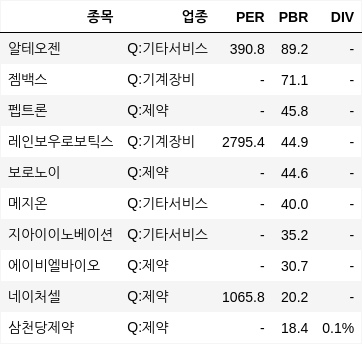 종목 업종 PER PBR DIV
알테오젠 Q:기타서비스 390.8 89.2 -
젬백스 Q:기계장비 - 71.1 -
펩트론 Q:제약 - 45.8 -
레인보우로보틱스 Q:기계장비 2795.4 44.9 -
보로노이 Q:제약 - 44.6 -
메지온 Q:기타서비스 - 40.0 -
지아이이노베이션 Q:기타서비스 - 35.2 -
에이비엘바이오 Q:제약 - 30.7 -
네이처셀 Q:제약 1065.8 20.2 -
삼천당제약 Q:제약 - 18.4 0.1%